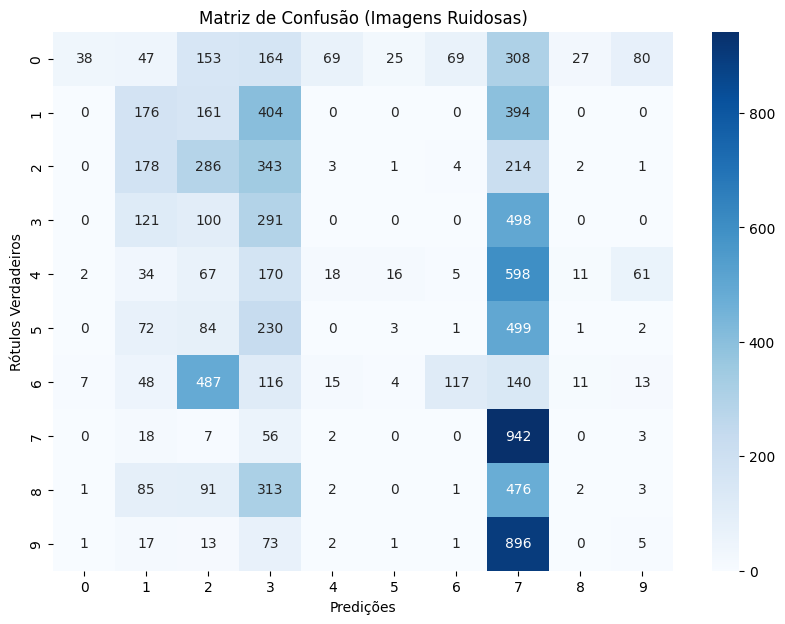 Matriz de Confusão (Imagens Ruidosas)
0 38 47 153 164 69 25 69 308 27 80
1 0 176 161 404 0 0 0 394 0 0
2 0 178 286 343 3 1 4 214 2 1
3 0 121 100 291 0 0 0 498 0 0
4 2 34 67 170 18 16 5 598 11 61
5 0 72 84 230 0 3 1 499 1 2
6 7 48 487 116 15 4 117 140 11 13
7 0 18 7 56 2 0 0 942 0 3
8 1 85 91 313 2 0 1 476 2 3
9 1 17 13 73 2 1 1 896 0 5
0 1 2 3 4 5 6 7 8 9
Predições
Rótulos Verdadeiros
800
600
400
200
0